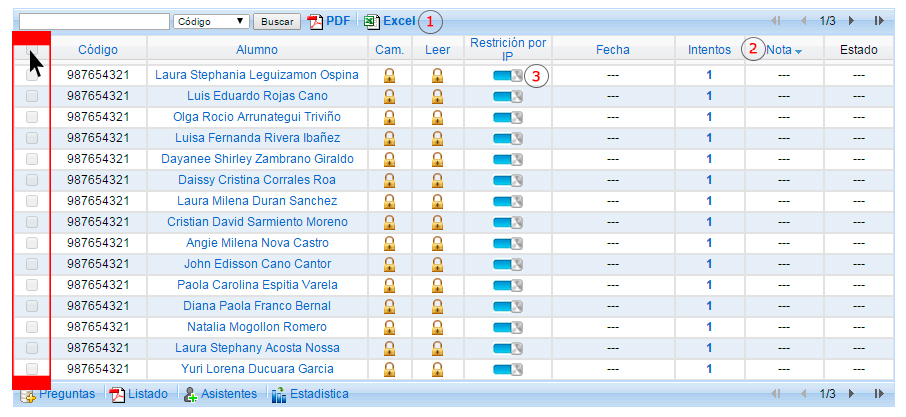 Código Buscar PDF Excel 1 1/3
Código Alumno Cam. Leer Restrición por IP Fecha Intentos 2 Nota Estado
987654321 Laura Stephania Leguizamon Ospina 3 --- 1 --- ---
987654321 Luis Eduardo Rojas Cano --- 1 --- ---
987654321 Olga Rocio Arrunategui Triviño --- 1 --- ---
987654321 Luisa Fernanda Rivera Ibañez --- 1 --- ---
987654321 Dayanee Shirley Zambrano Giraldo --- 1 --- ---
987654321 Daissy Cristina Corrales Roa --- 1 --- ---
987654321 Laura Milena Duran Sanchez --- 1 --- ---
987654321 Cristian David Sarmiento Moreno --- 1 --- ---
987654321 Angie Milena Nova Castro --- 1 --- ---
987654321 John Edisson Cano Cantor --- 1 --- ---
987654321 Paola Carolina Espitia Varela --- 1 --- ---
987654321 Diana Paola Franco Bernal --- 1 --- ---
987654321 Natalia Mogollon Romero --- 1 --- ---
987654321 Laura Stephany Acosta Nossa --- 1 --- ---
987654321 Yuri Lorena Ducuara Garcia --- 1 --- ---
Preguntas Listado Asistentes Estadistica 1/3